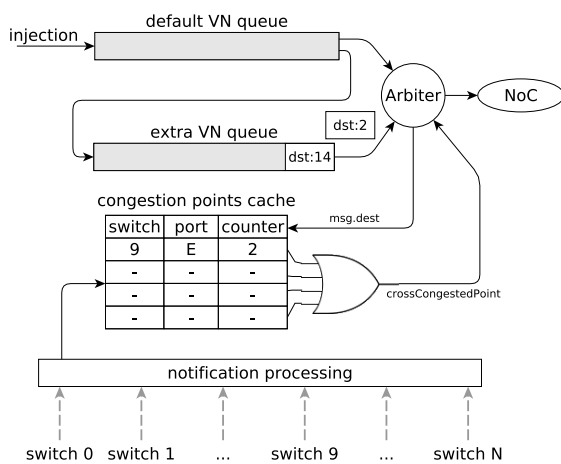 default VN queue
injection
Arbiter
NoC
dst:2
extra VN queue
dst:14
congestion points cache
msg.dest
switch port counter
9 E 2
- - -
- - -
- - -
crossCongestedPoint
notification processing
switch 0 switch 1 ... switch 9 ... switch N